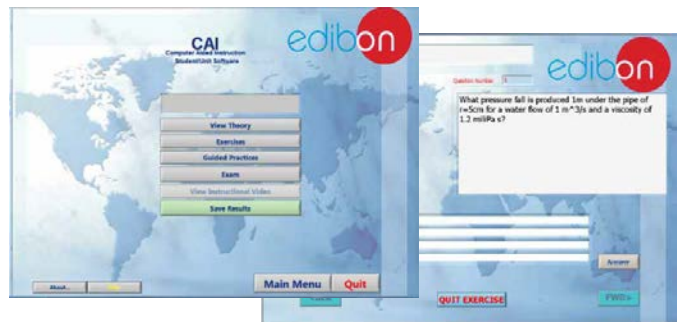 CAI
Computer Aided Instruction
Student/Unit Software
edibon
View Theory
Exercises
Guided Practices
Exam
View Instructional Video
Save Results
About...
Main Menu
Quit
edibon
Question Number
What pressure fall is produced 1m under the pipe of
r=5cm for a water flow of 1 m^3/s and a viscosity of
1.2 miliPa s?
Answer
QUIT EXERCISE
FWD>